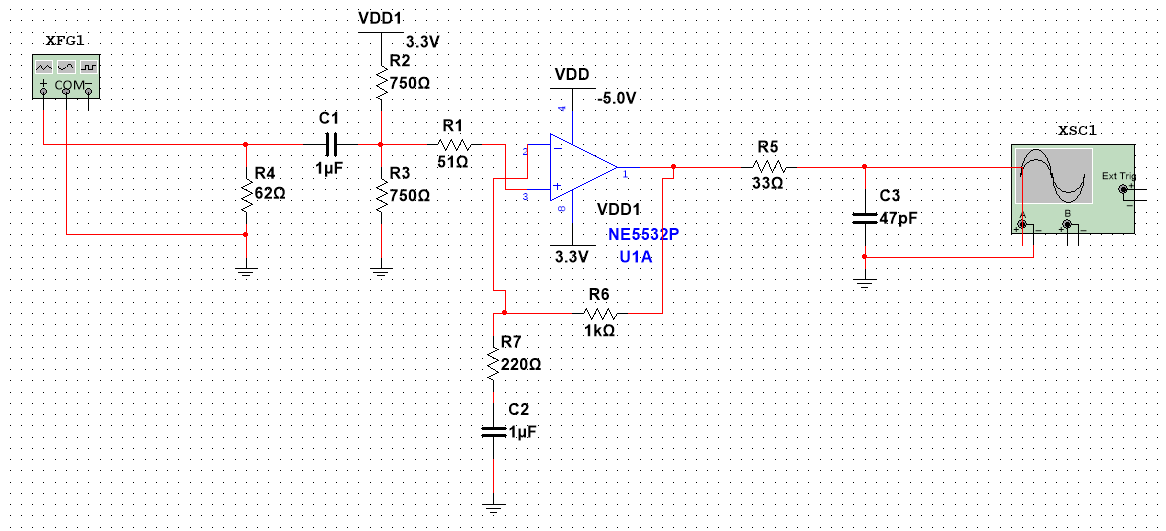 XFG1
COM
VDD1
3.3V
R2
750Ω
C1
1µF
R4
62Ω
R3
750Ω
R1
51Ω
VDD
-5.0V
4
2
3
8
1
VDD1
3.3V
NE5532P
U1A
R5
33Ω
C3
47pF
XSC1
Ext Trig
A
B
R6
1kΩ
R7
220Ω
C2
1µF